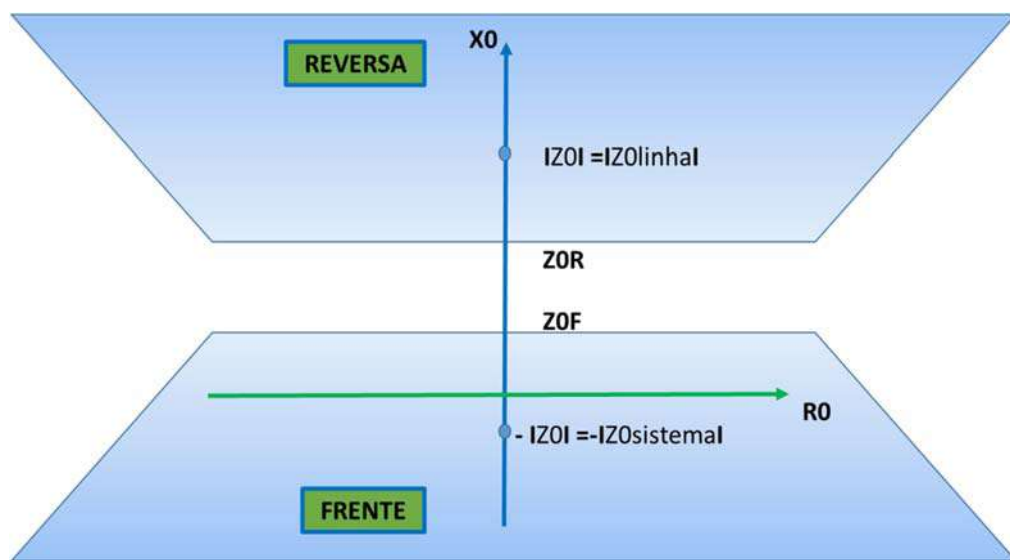 X0
REVERSA
IZ0I =IZ0linhaI
Z0R
Z0F
R0
- IZ0I =-IZ0sistemaI
FRENTE